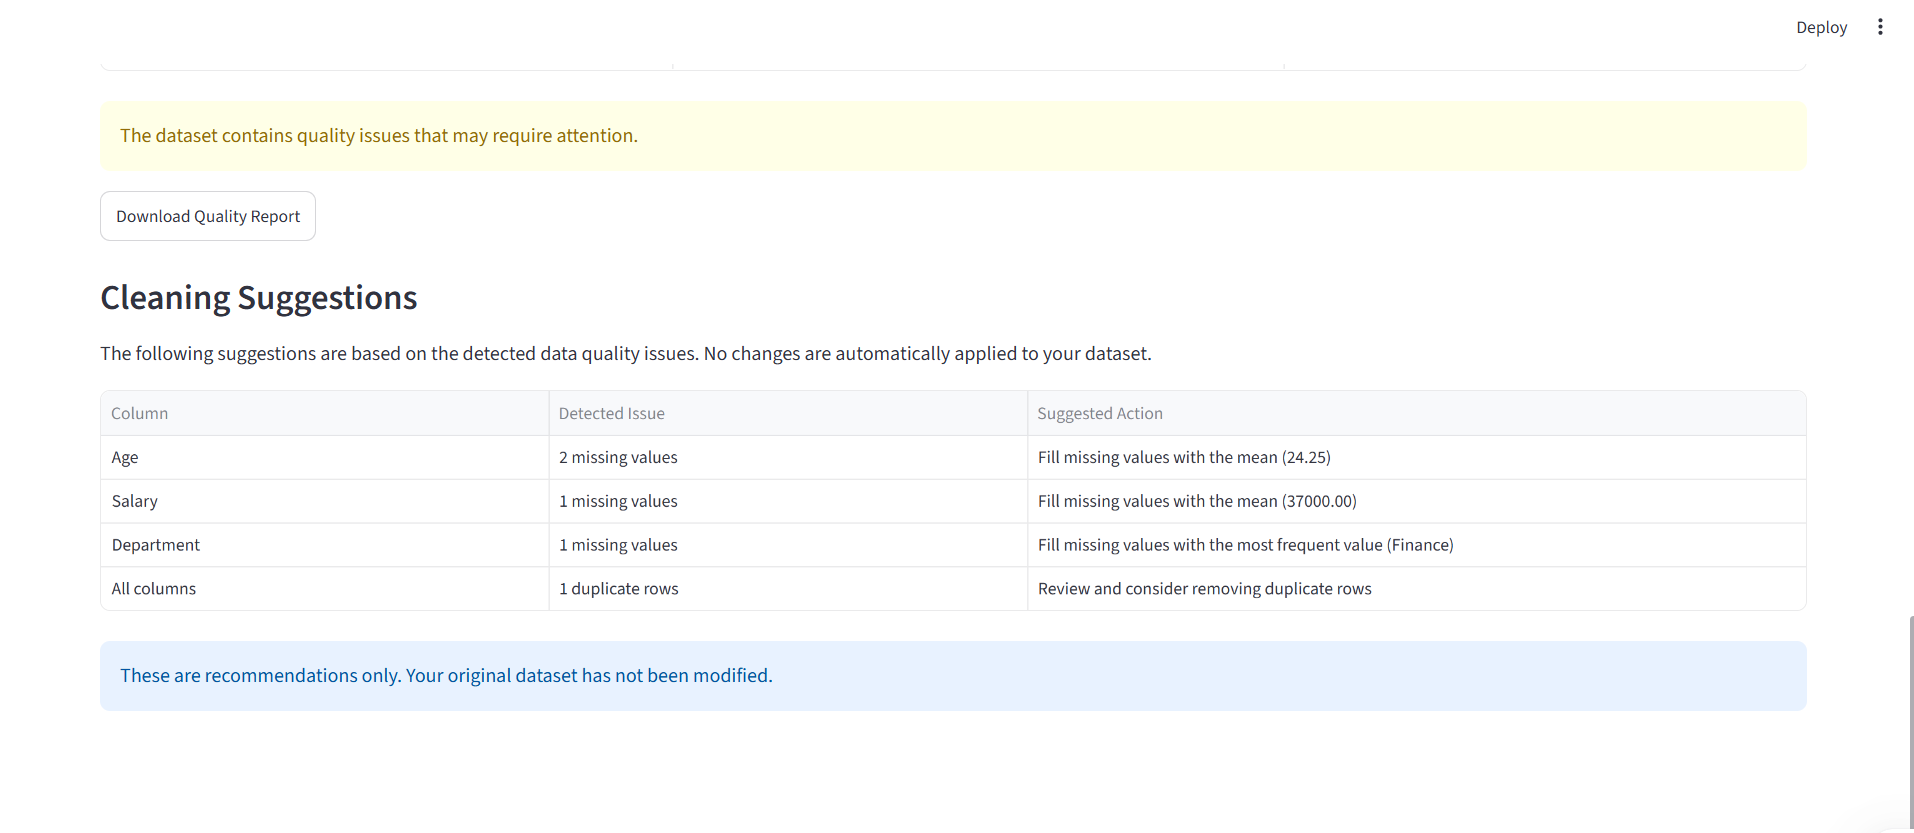 Deploy
The dataset contains quality issues that may require attention.
Download Quality Report
Cleaning Suggestions
The following suggestions are based on the detected data quality issues. No changes are automatically applied to your dataset.
Column Detected Issue Suggested Action
Age 2 missing values Fill missing values with the mean (24.25)
Salary 1 missing values Fill missing values with the mean (37000.00)
Department 1 missing values Fill missing values with the most frequent value (Finance)
All columns 1 duplicate rows Review and consider removing duplicate rows
These are recommendations only. Your original dataset has not been modified.